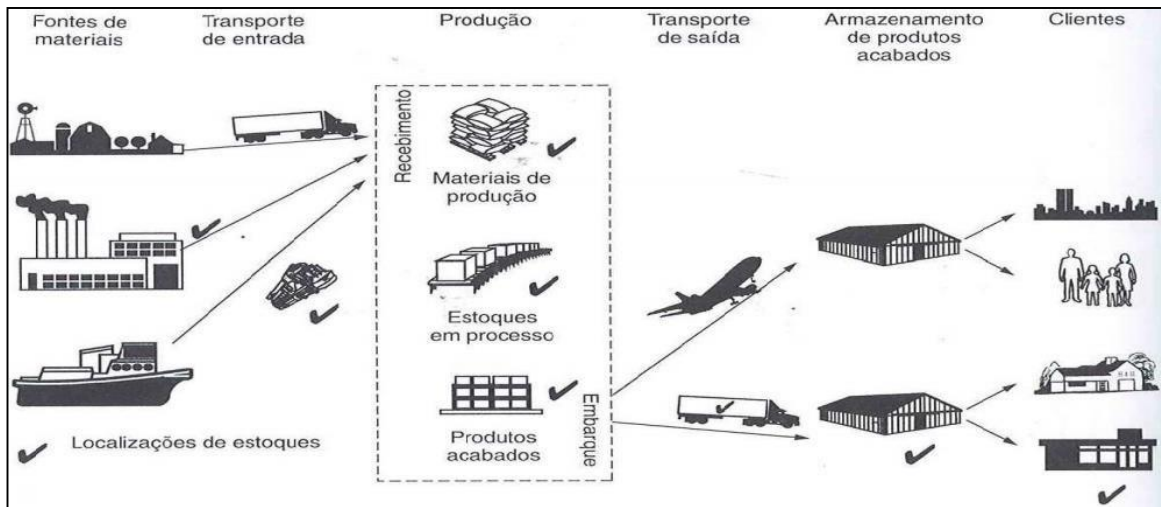 Fontes de
materiais
Transporte
de entrada
Produção
Transporte
de saída
Armazenamento
de produtos
acabados
Clientes
Recebimento
Materiais de
produção
Estoques
em processo
Produtos
acabados
Embarque
Localizações de estoques